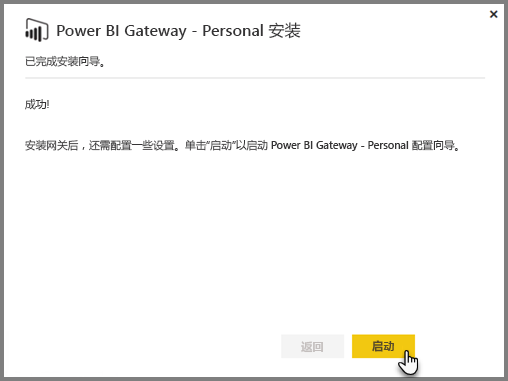 Power BI Gateway - Personal 安装
已完成安装向导。
成功!
安装网关后，还需配置一些设置。单击“启动”以启动 Power BI Gateway - Personal 配置向导。
返回
启动